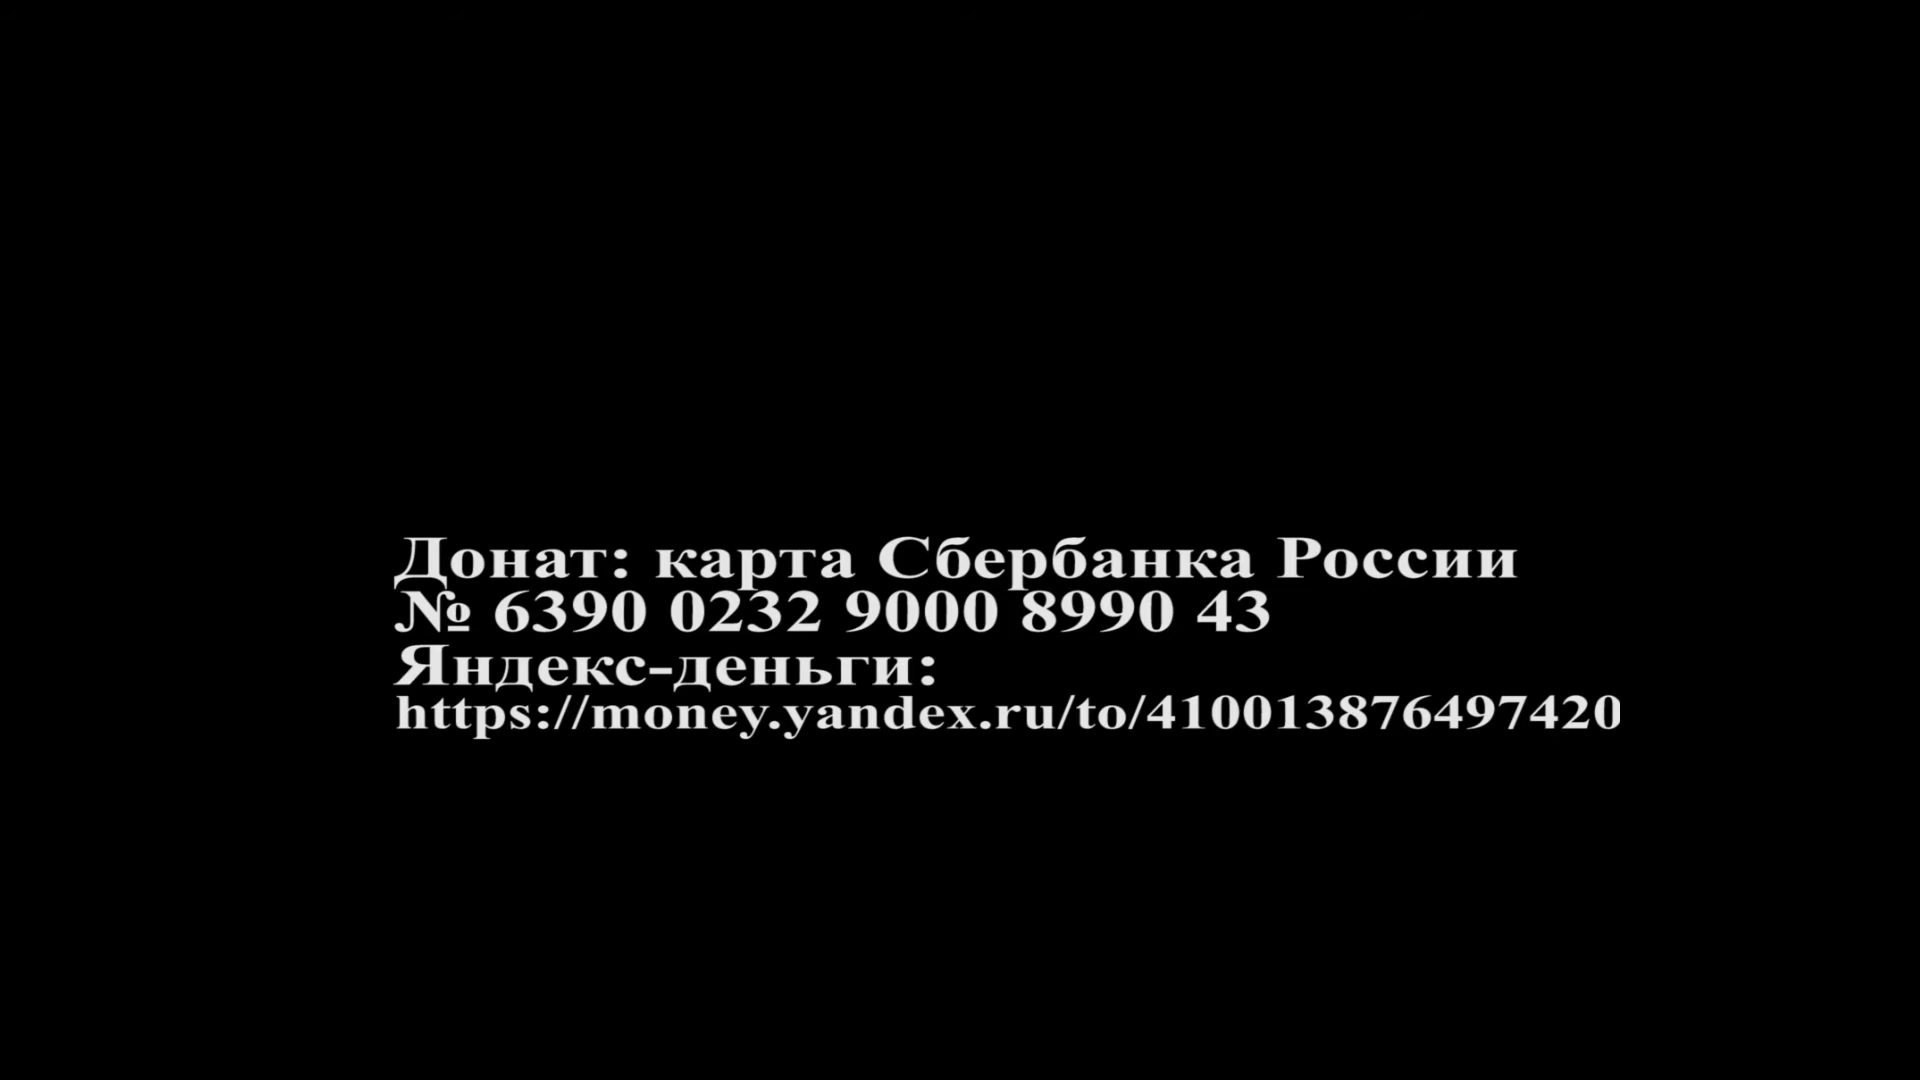 Донат: карта Сбербанка России
№ 6390 0232 9000 8990 43
Яндекс-деньги:
https://money.yandex.ru/to/410013876497420